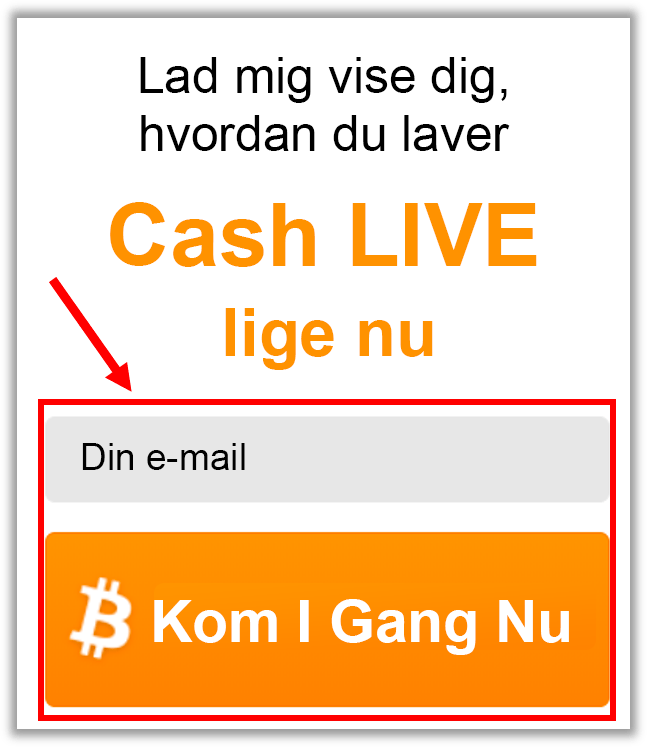 Lad mig vise dig,
hvordan du laver
Cash LIVE
lige nu
Din e-mail
Kom I Gang Nu